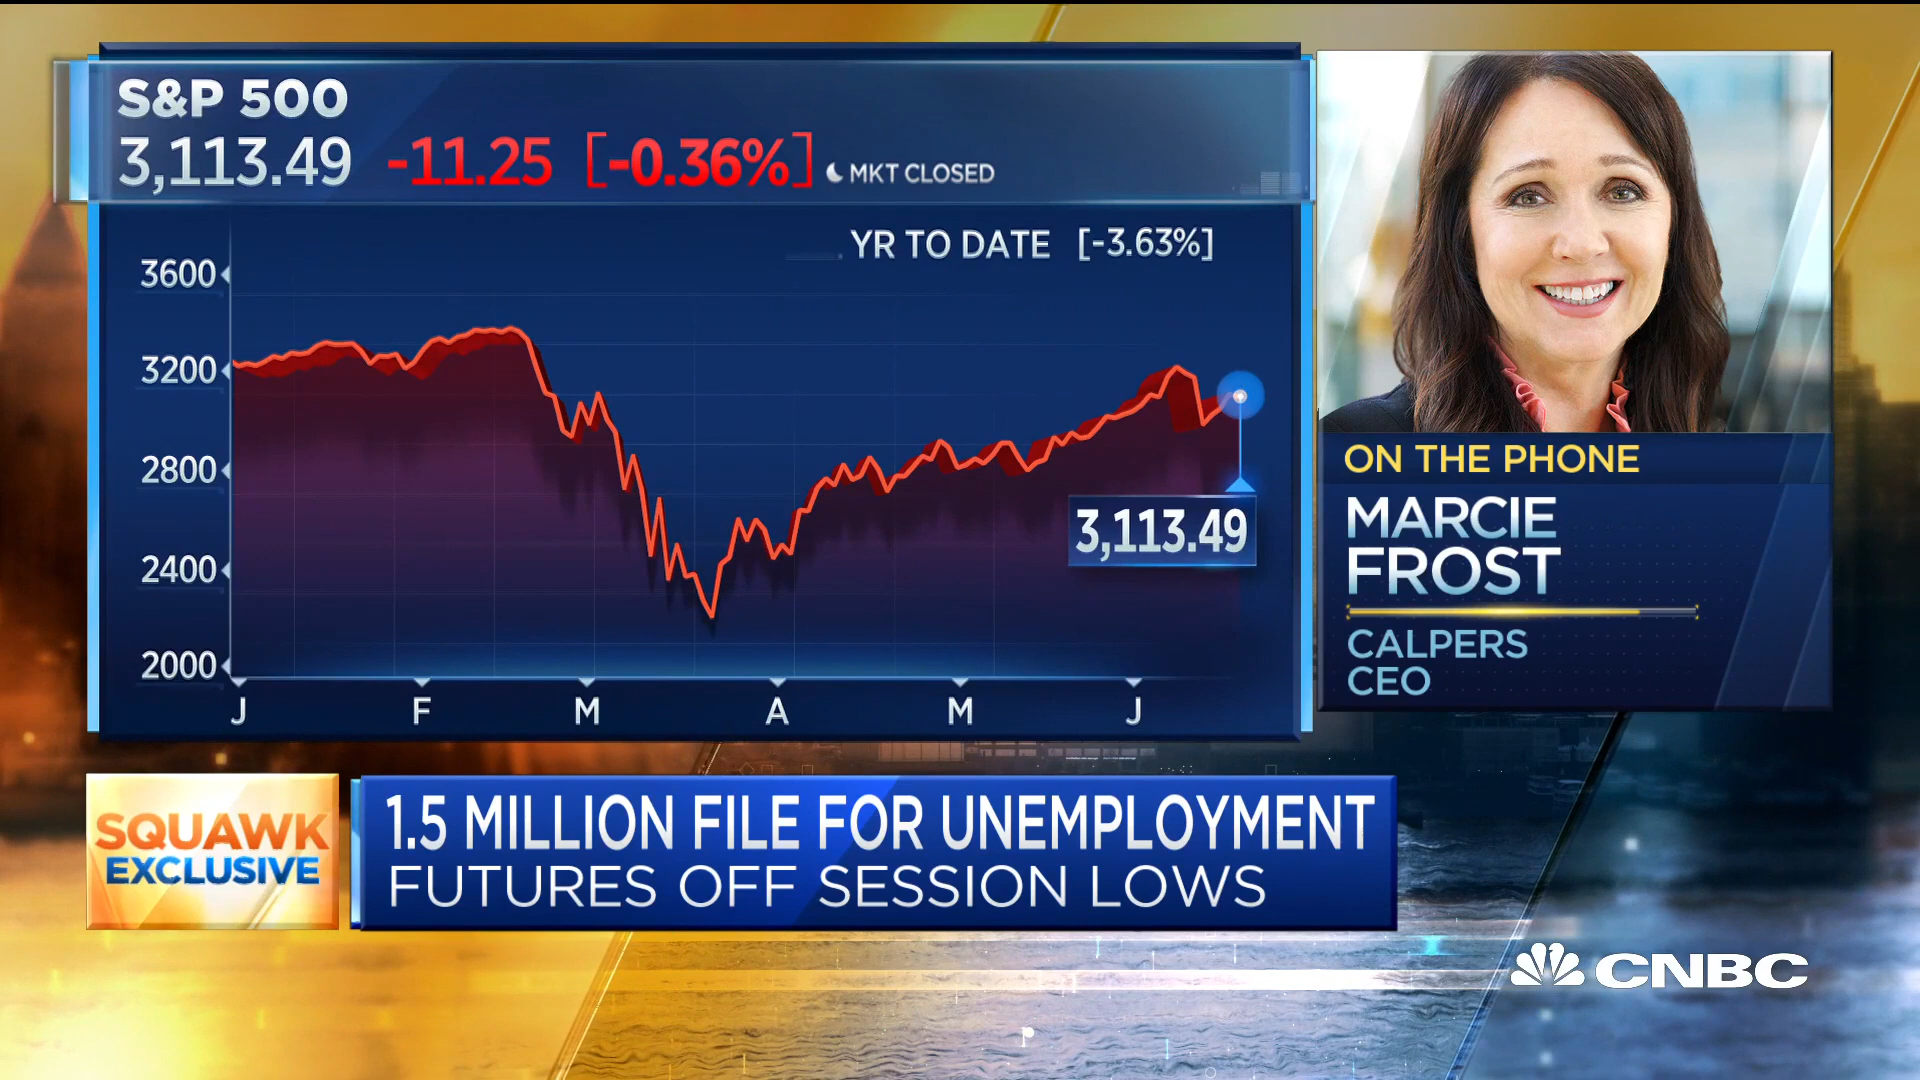 S&P 500
3,113.49 -11.25 [-0.36%] MKT CLOSED
YR TO DATE [-3.63%]
3600
3200
2800
2400
2000
J F M A M J
3,113.49
ON THE PHONE
MARCIE
FROST
CALPERS
CEO
SQUAWK
EXCLUSIVE
1.5 MILLION FILE FOR UNEMPLOYMENT
FUTURES OFF SESSION LOWS
CNBC